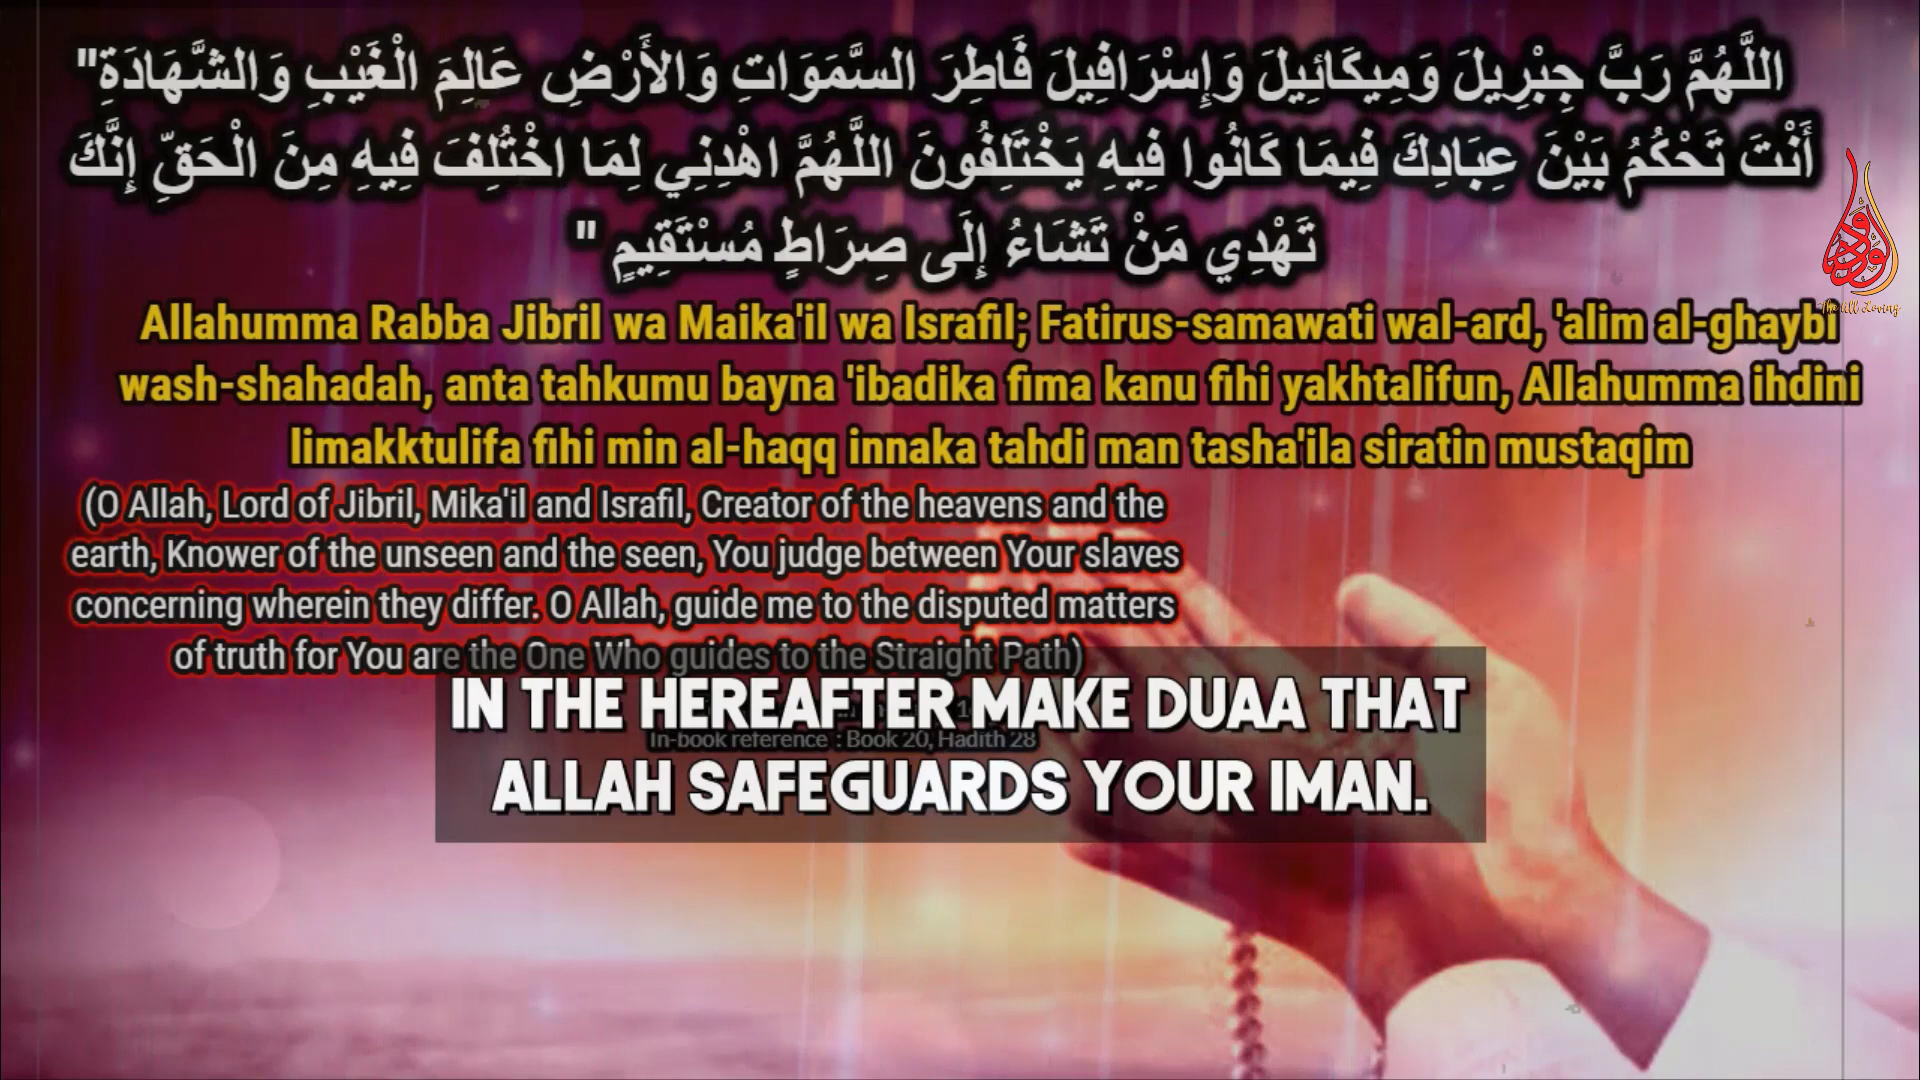 "اللَّهُمَّ رَبَّ جِبْرِيلَ وَمِيكَائِيلَ وَإِسْرَافِيلَ فَاطِرَ السَّمَوَاتِ وَالأَرْضِ عَالِمَ الْغَيْبِ وَالشَّهَادَةِ
أَنْتَ تَحْكُمُ بَيْنَ عِبَادِكَ فِيمَا كَانُوا فِيهِ يَخْتَلِفُونَ اللَّهُمَّ اهْدِنِي لِمَا اخْتُلِفَ فِيهِ مِنَ الْحَقِّ إِنَّكَ
تَهْدِي مَنْ تَشَاءُ إِلَى صِرَاطٍ مُسْتَقِيمٍ "
The All Loving
Allahumma Rabba Jibril wa Maika'il wa Israfil; Fatirus-samawati wal-ard, 'alim al-ghaybi
wash-shahadah, anta tahkumu bayna 'ibadika fima kanu fihi yakhtalifun, Allahumma ihdini
limakktulifa fihi min al-haqq innaka tahdi man tasha'ila siratin mustaqim
(O Allah, Lord of Jibril, Mika'il and Israfil, Creator of the heavens and the
earth, Knower of the unseen and the seen, You judge between Your slaves
concerning wherein they differ. O Allah, guide me to the disputed matters
of truth for You are the One Who guides to the Straight Path)
IN THE HEREAFTER MAKE DUAA THAT
In-book reference : Book 20, Hadith 28
ALLAH SAFEGUARDS YOUR IMAN.